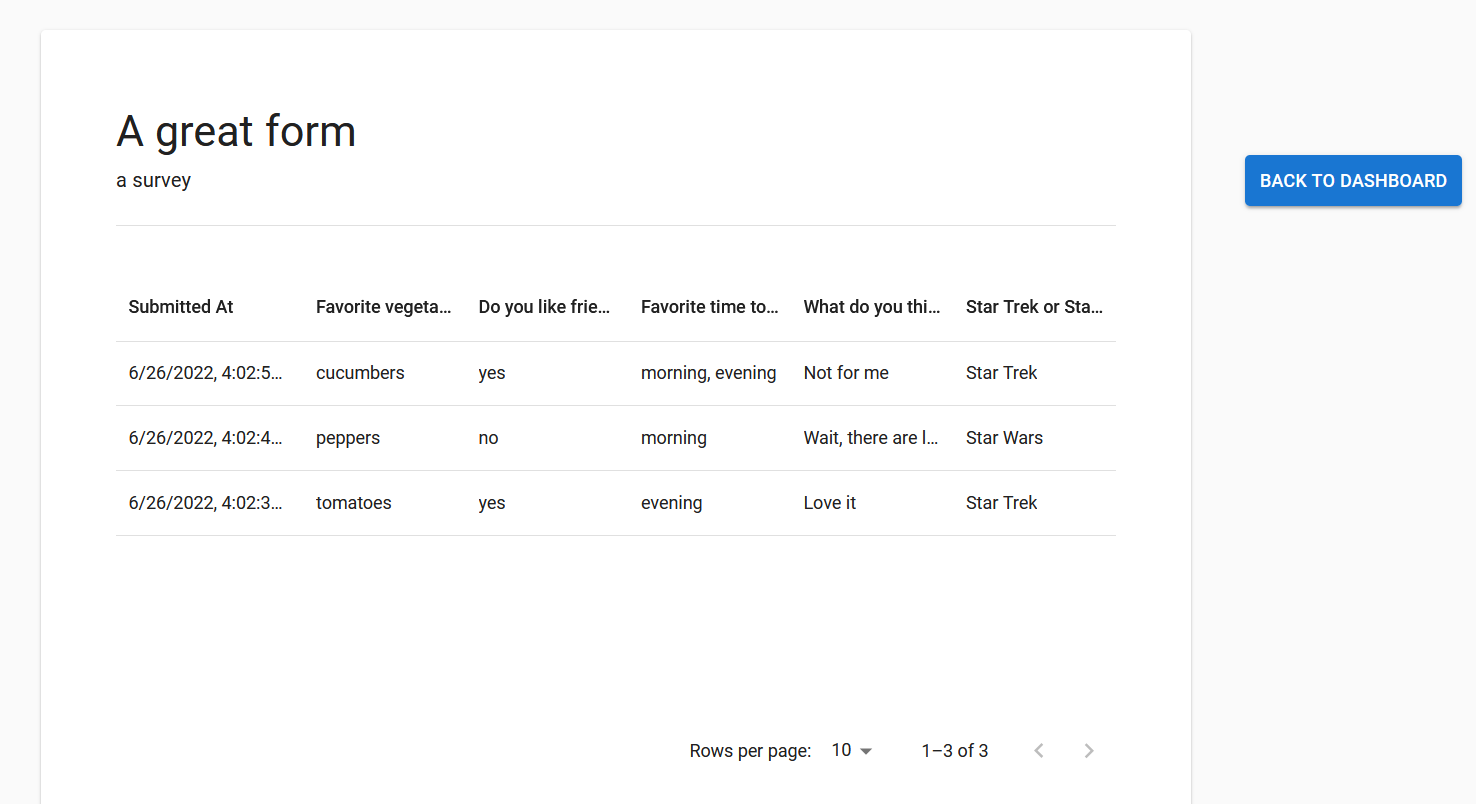 A great form
a survey
BACK TO DASHBOARD
Submitted At Favorite vegeta... Do you like frie... Favorite time to... What do you thi... Star Trek or Sta...
6/26/2022, 4:02:5... cucumbers yes morning, evening Not for me Star Trek
6/26/2022, 4:02:4... peppers no morning Wait, there are l... Star Wars
6/26/2022, 4:02:3... tomatoes yes evening Love it Star Trek
Rows per page: 10 1–3 of 3